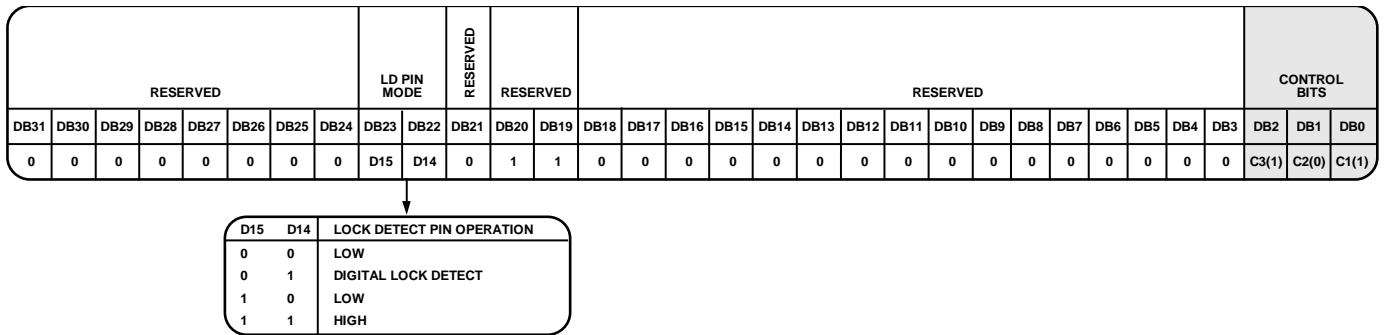 RESERVED LD PIN MODE RESERVED RESERVED RESERVED CONTROL BITS
DB31 DB30 DB29 DB28 DB27 DB26 DB25 DB24 DB23 DB22 DB21 DB20 DB19 DB18 DB17 DB16 DB15 DB14 DB13 DB12 DB11 DB10 DB9 DB8 DB7 DB6 DB5 DB4 DB3 DB2 DB1 DB0
0 0 0 0 0 0 0 0 D15 D14 0 1 1 0 0 0 0 0 0 0 0 0 0 0 0 0 0 0 0 C3(1) C2(0) C1(1)
D15 D14 LOCK DETECT PIN OPERATION
0 0 LOW
0 1 DIGITAL LOCK DETECT
1 0 LOW
1 1 HIGH